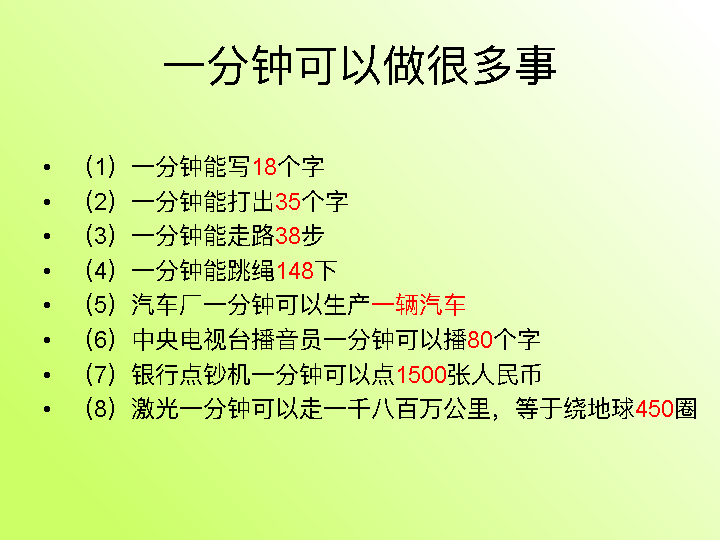 一分钟可以做很多事
• （1）一分钟能写18个字
• （2）一分钟能打出35个字
• （3）一分钟能走路38步
• （4）一分钟能跳绳148下
• （5）汽车厂一分钟可以生产一辆汽车
• （6）中央电视台播音员一分钟可以播80个字
• （7）银行点钞机一分钟可以点1500张人民币
• （8）激光一分钟可以走一千八百万公里，等于绕地球450圈